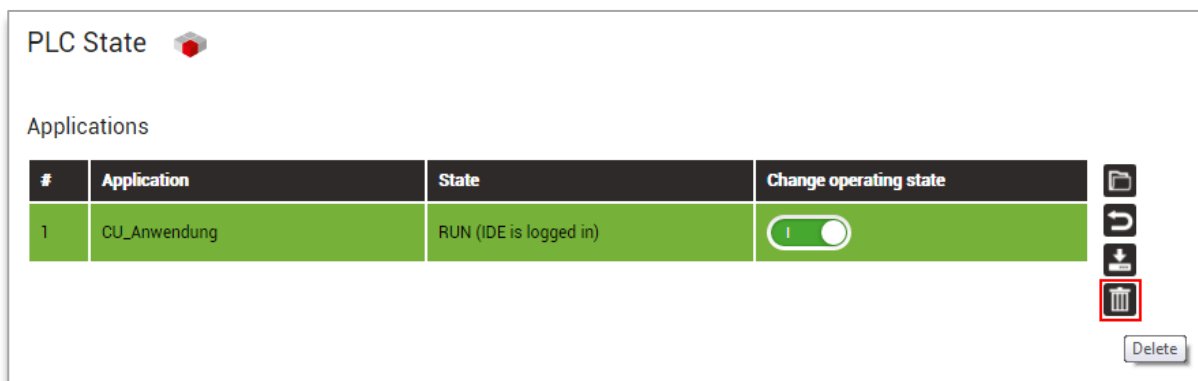 PLC State
Applications
# Application State Change operating state
1 CU_Anwendung RUN (IDE is logged in) I
Delete